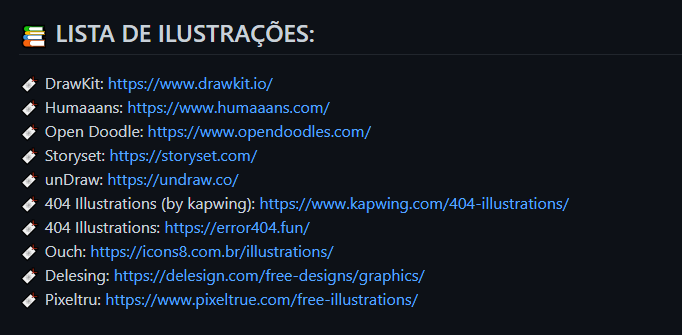 LISTA DE ILUSTRAÇÕES:
DrawKit: https://www.drawkit.io/
Humaaans: https://www.humaaans.com/
Open Doodle: https://www.opendoodles.com/
Storyset: https://storyset.com/
unDraw: https://undraw.co/
404 Illustrations (by kapwing): https://www.kapwing.com/404-illustrations/
404 Illustrations: https://error404.fun/
Ouch: https://icons8.com.br/illustrations/
Delesing: https://delesign.com/free-designs/graphics/
Pixeltru: https://www.pixeltrue.com/free-illustrations/